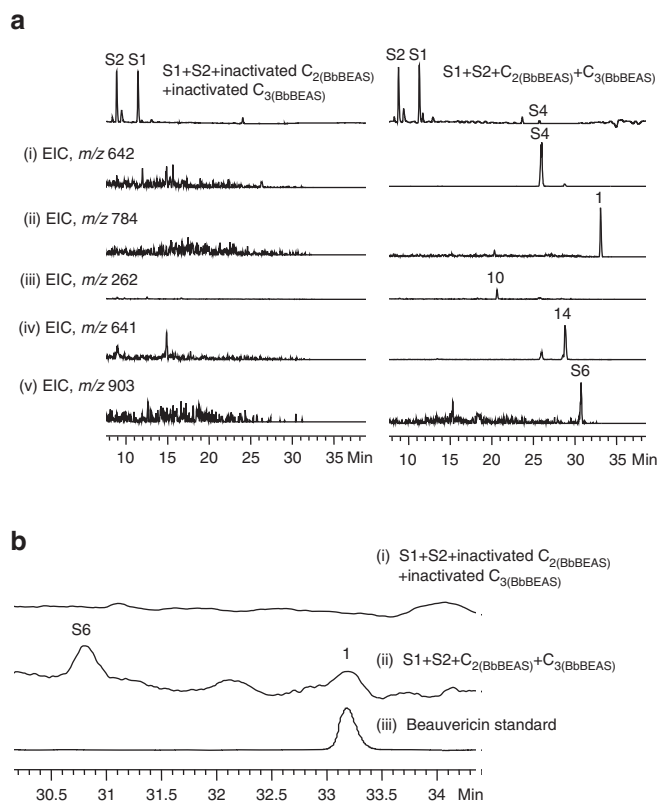 a
S2 S1
S1+S2+inactivated C2(BbBEAS)
+inactivated C3(BbBEAS)
S2 S1
S1+S2+C2(BbBEAS)+C3(BbBEAS)
S4
(i) EIC, m/z 642
S4
(ii) EIC, m/z 784
1
(iii) EIC, m/z 262
10
(iv) EIC, m/z 641
14
(v) EIC, m/z 903
S6
10 15 20 25 30 35 Min
10 15 20 25 30 35 Min
b
(i) S1+S2+inactivated C2(BbBEAS)
+inactivated C3(BbBEAS)
S6
1
(ii) S1+S2+C2(BbBEAS)+C3(BbBEAS)
(iii) Beauvericin standard
30.5 31 31.5 32 32.5 33 33.5 34 Min